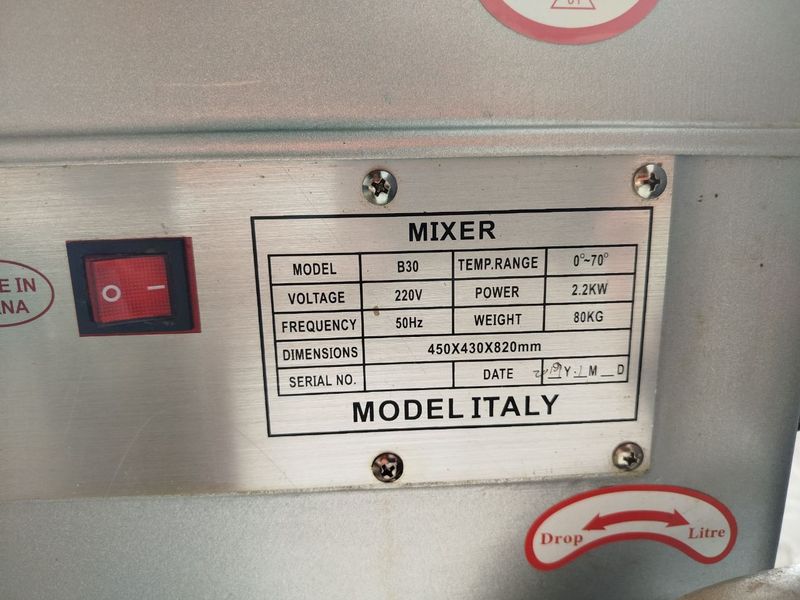 MIXER
MODEL B30 TEMP.RANGE 0°~70°
VOLTAGE 220V POWER 2.2KW
FREQUENCY 50Hz WEIGHT 80KG
DIMENSIONS 450X430X820mm
SERIAL NO. DATE Y M D
MODEL ITALY
IN
Drop Litre